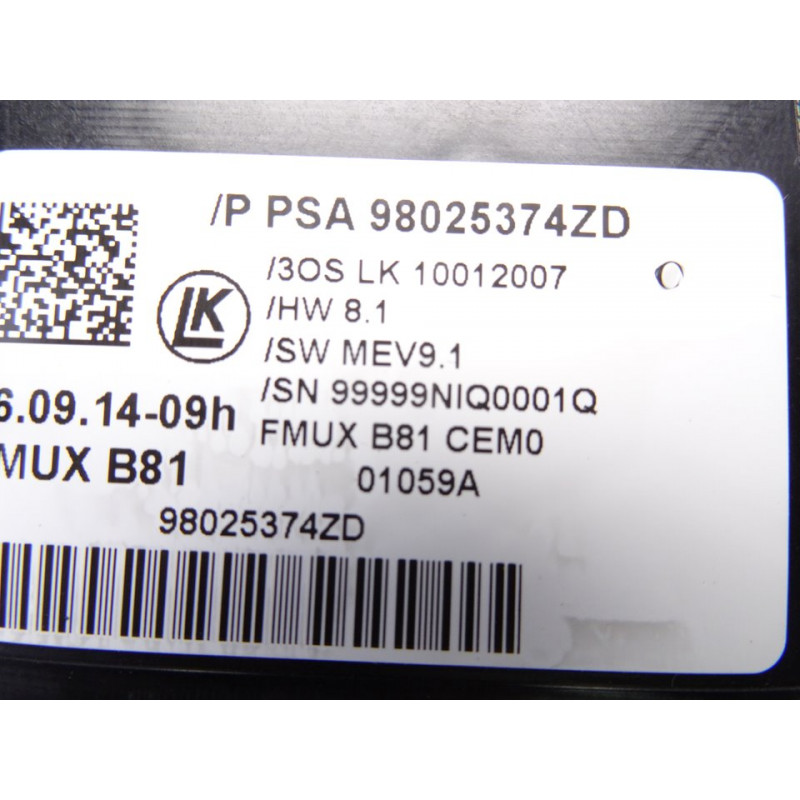 /P PSA 98025374ZD
/3OS LK 10012007
LK
/HW 8.1
/SW MEV9.1
/SN 99999NIQ0001Q
6.09.14-09h
FMUX B81 CEM0
MUX B81
01059A
98025374ZD